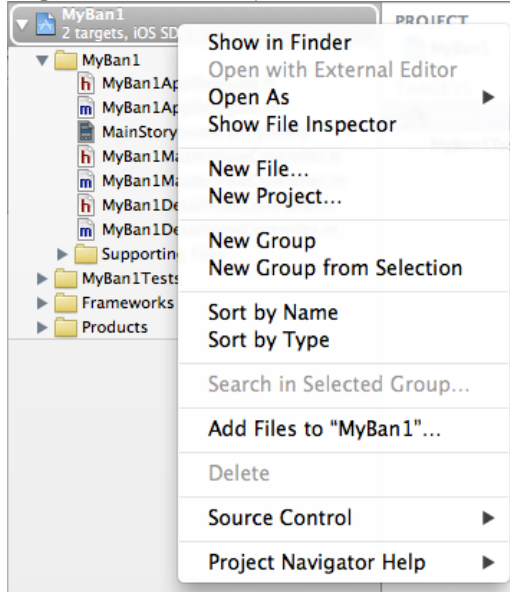 MyBan1
2 targets, iOS SD
PROJECT
MyBan1
MyBan1Ap
MyBan1Ap
MainStory
MyBan1Ma
MyBan1Ma
MyBan1De
MyBan1De
Supporting
MyBan1Tests
Frameworks
Products
Show in Finder
Open with External Editor
Open As
Show File Inspector
New File...
New Project...
New Group
New Group from Selection
Sort by Name
Sort by Type
Search in Selected Group...
Add Files to “MyBan1”...
Delete
Source Control
Project Navigator Help